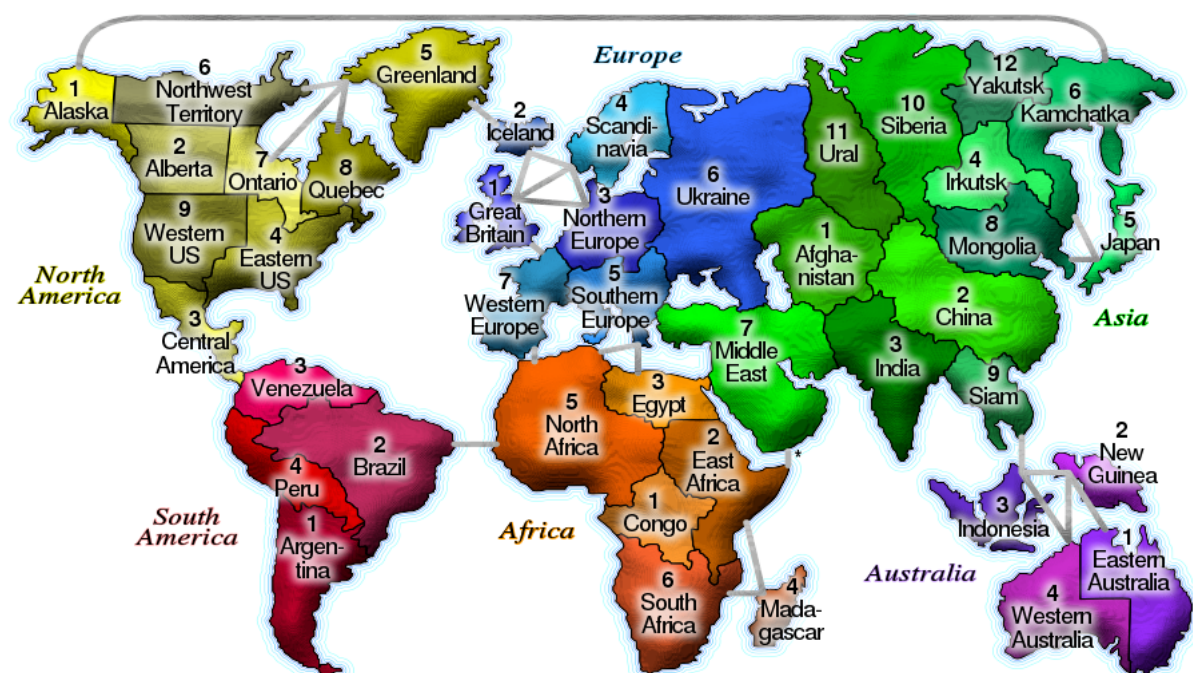 Europe
6
Northwest
Territory
5
Greenland
1
Alaska
2
Iceland
4
Scandi-
navia
12
Yakutsk
6
Kamchatka
10
Siberia
11
Ural
2
Alberta
7
Ontario
8
Quebec
4
Irkutsk
1
Great
Britain
3
Northern
Europe
6
Ukraine
9
Western
US
4
Eastern
US
1
Afgha-
nistan
8
Mongolia
5
Japan
North
America
7
Western
Europe
5
Southern
Europe
2
China
Asia
3
Central
America
7
Middle
East
3
India
9
Siam
3
Venezuela
5
North
Africa
3
Egypt
2
Brazil
2
East
Africa
*
2
New
Guinea
4
Peru
3
Indonesia
South
America
1
Argen-
tina
Africa
1
Congo
Australia
1
Eastern
Australia
6
South
Africa
4
Mada-
gascar
4
Western
Australia